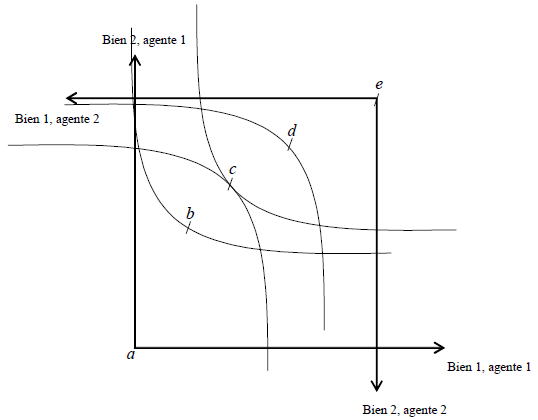 Bien 2, agente 1
e
Bien 1, agente 2
d
c
b
a
Bien 1, agente 1
Bien 2, agente 2